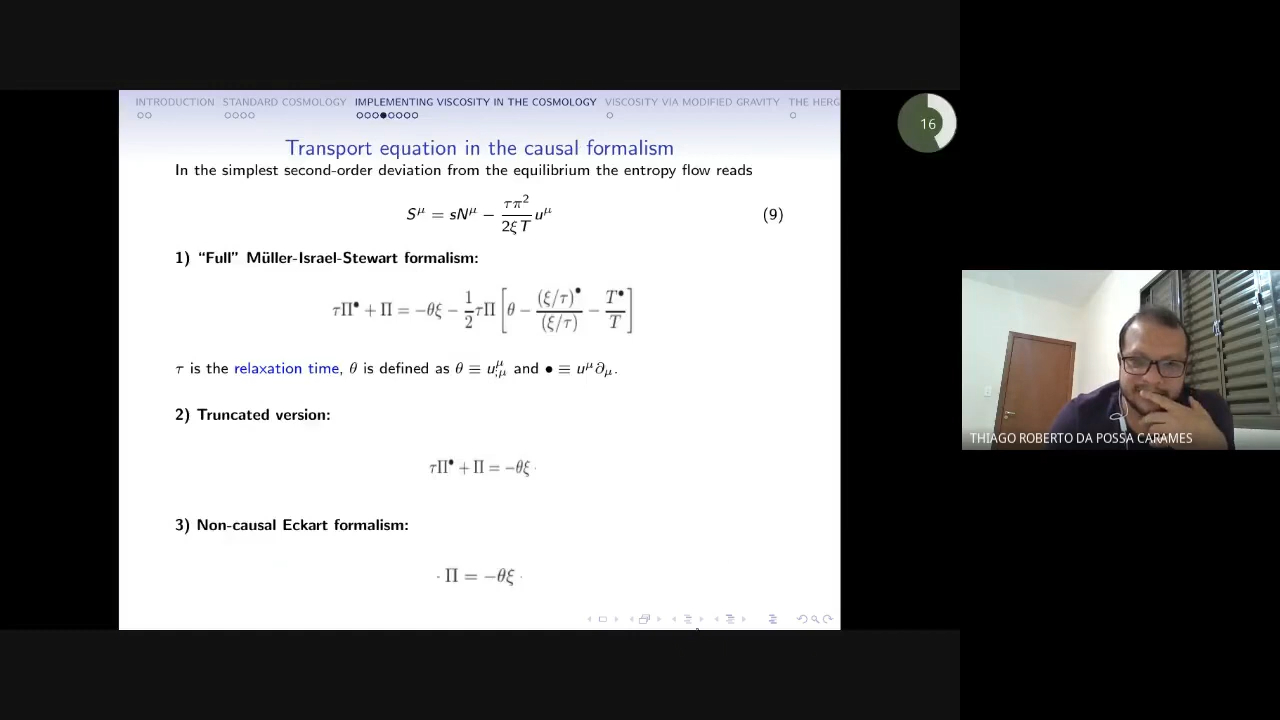 INTRODUCTION STANDARD COSMOLOGY IMPLEMENTING VISCOSITY IN THE COSMOLOGY VISCOSITY VIA MODIFIED GRAVITY THE HERG
16
Transport equation in the causal formalism
In the simplest second-order deviation from the equilibrium the entropy flow reads
S^μ = sN^μ − τπ²/2ξT u^μ (9)
1) “Full” Müller-Israel-Stewart formalism:
τΠ^• + Π = −θξ − 1/2 τΠ [θ − (ξ/τ)^•/(ξ/τ) − T^•/T]
τ is the relaxation time, θ is defined as θ ≡ u^μ_;μ and • ≡ u^μ∂_μ.
2) Truncated version:
τΠ^• + Π = −θξ
3) Non-causal Eckart formalism:
Π = −θξ
THIAGO ROBERTO DA POSSA CARAMES